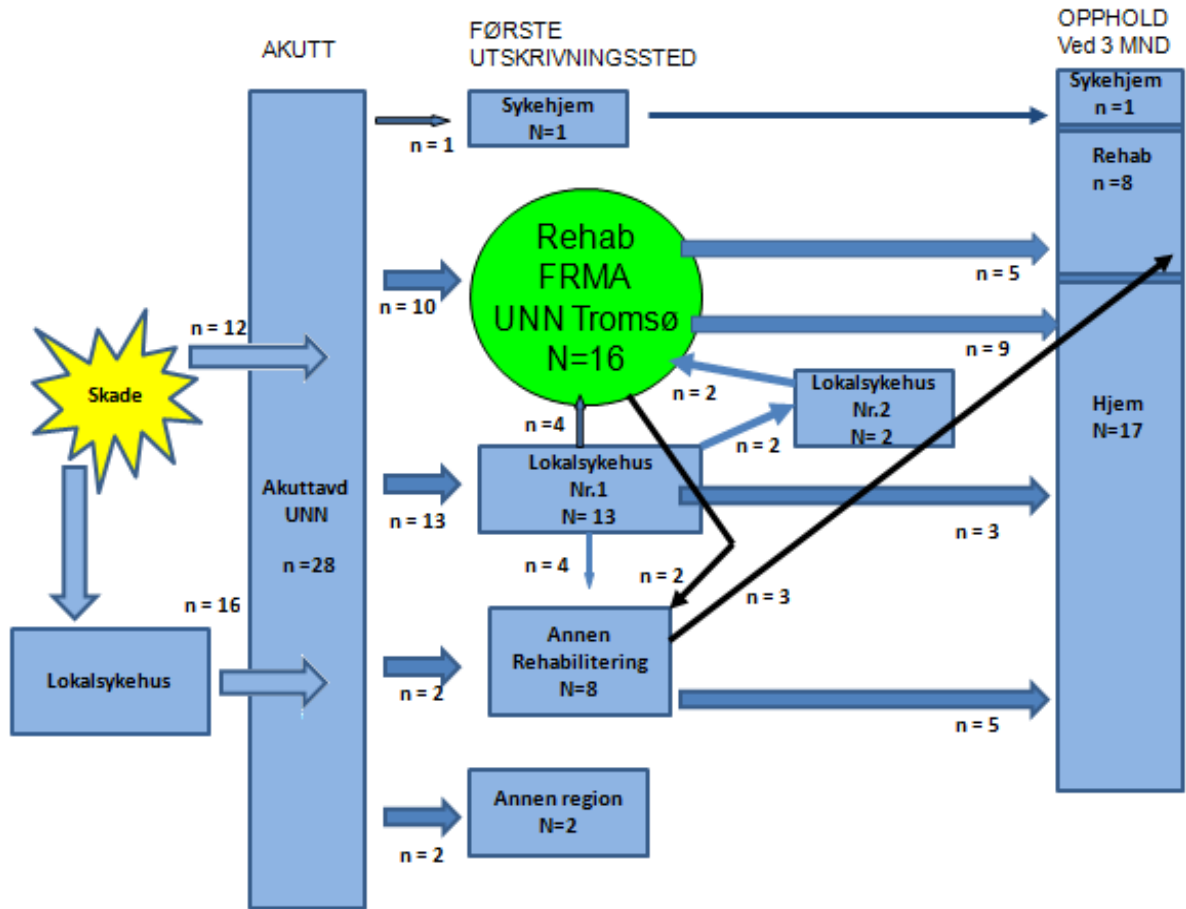 AKUTT
FØRSTE
UTSKRIVNINGSSTED
OPPHOLD
Ved 3 MND
Sykehjem
N=1
n = 1
Sykehjem
n =1
Rehab
n =8
Rehab
FRMA
UNN Tromsø
N=16
n = 10
n = 5
n = 9
n = 12
Skade
n = 2
Lokalsykehus
Nr.2
N= 2
Hjem
N=17
n =4
n = 2
Lokalsykehus
Nr.1
N= 13
Akuttavd
UNN
n =28
n = 13
n = 3
n = 4
n = 2
n = 3
n = 16
Lokalsykehus
Annen
Rehabilitering
N=8
n = 2
n = 5
Annen region
N=2
n = 2